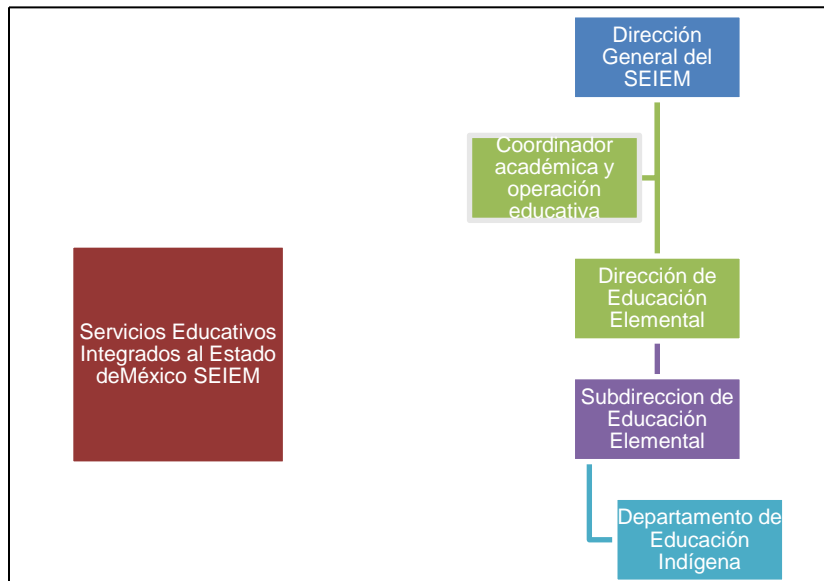 Dirección
General del
SEIEM
Coordinador
académica y
operación
educativa
Servicios Educativos
Integrados al Estado
deMéxico SEIEM
Dirección de
Educación
Elemental
Subdireccion de
Educación
Elemental
Departamento de
Educación
Indígena